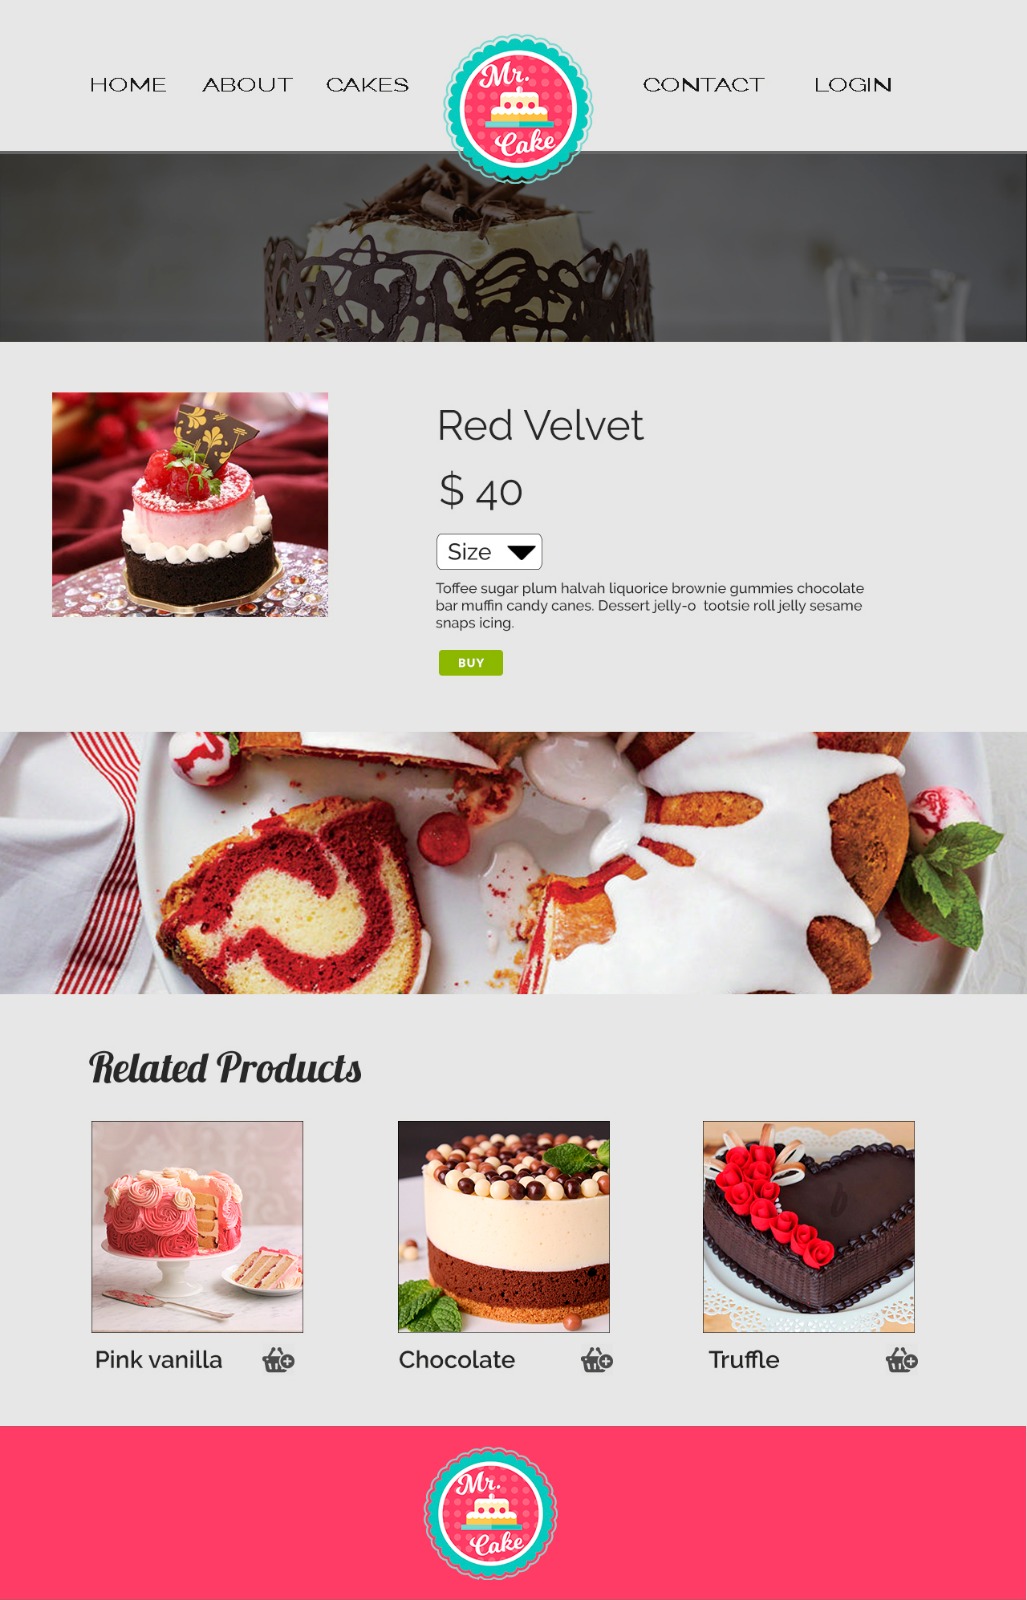 HOME ABOUT CAKES CONTACT LOGIN
Mr.
Cake
Red Velvet
$ 40
Size
Toffee sugar plum halvah liquorice brownie gummies chocolate
bar muffin candy canes. Dessert jelly-o tootsie roll jelly sesame
snaps icing.
BUY
Related Products
Pink vanilla
Chocolate
Truffle
Mr.
Cake